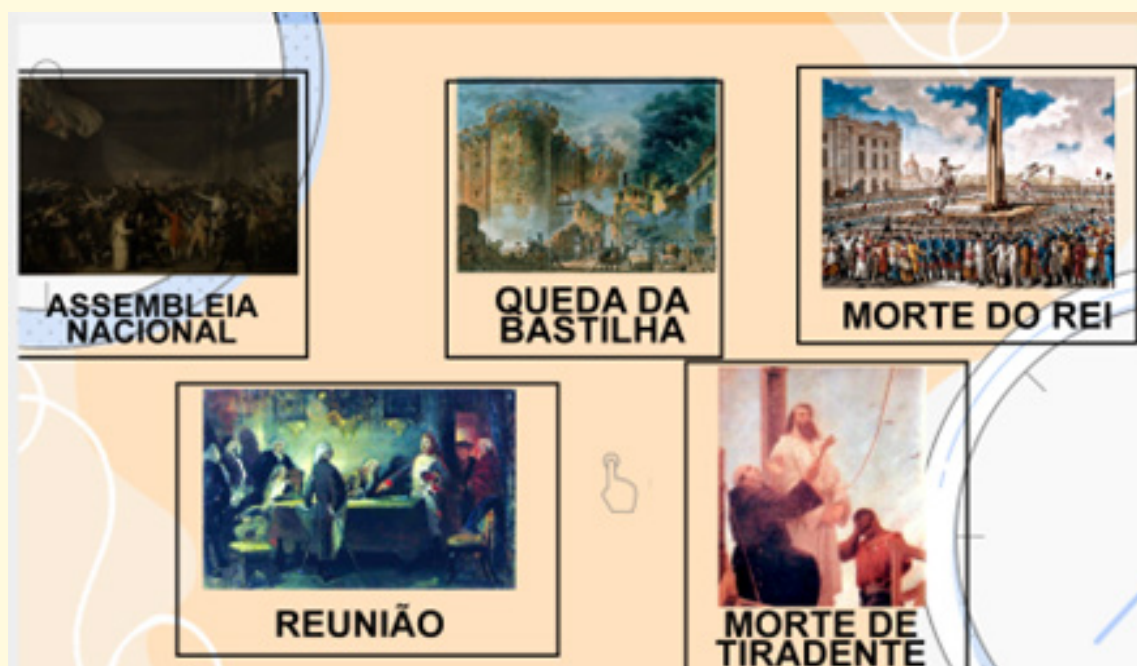 ASSEMBLEIA
NACIONAL
QUEDA DA
BASTILHA
MORTE DO REI
REUNIÃO
MORTE DE
TIRADENTE